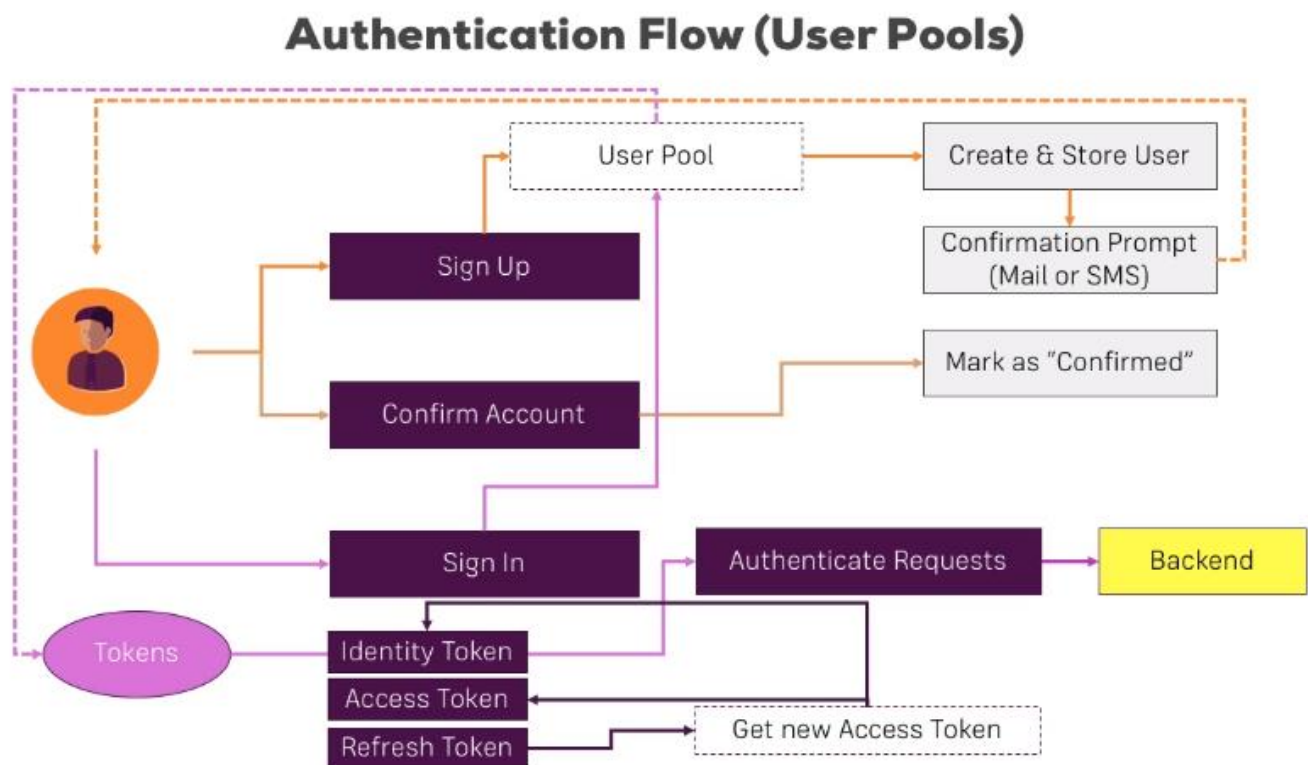 Authentication Flow (User Pools)
User Pool
Create & Store User
Sign Up
Confirmation Prompt
(Mail or SMS)
Mark as "Confirmed"
Confirm Account
Sign In
Authenticate Requests
Backend
Tokens
Identity Token
Access Token
Refresh Token
Get new Access Token